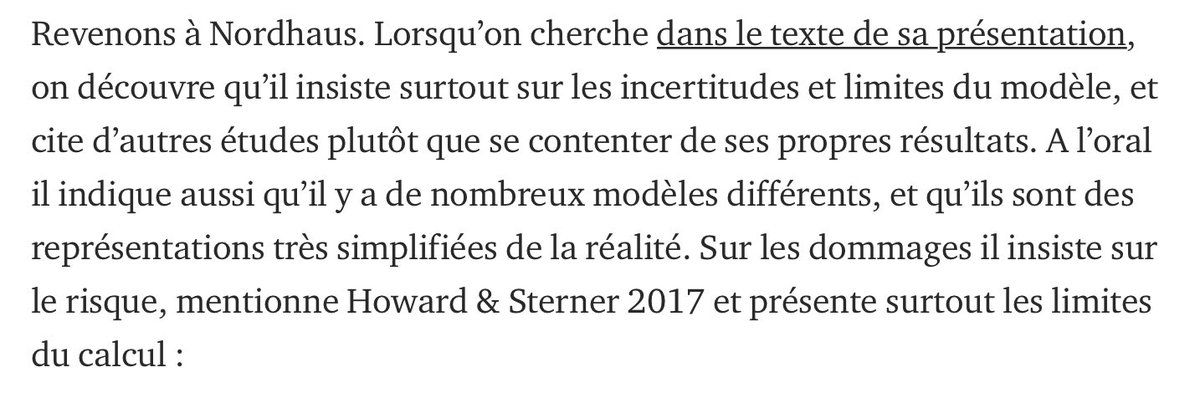 Revenons à Nordhaus. Lorsqu’on cherche dans le texte de sa présentation,
on découvre qu’il insiste surtout sur les incertitudes et limites du modèle, et
cite d’autres études plutôt que se contenter de ses propres résultats. A l’oral
il indique aussi qu’il y a de nombreux modèles différents, et qu’ils sont des
représentations très simplifiées de la réalité. Sur les dommages il insiste sur
le risque, mentionne Howard & Sterner 2017 et présente surtout les limites
du calcul :